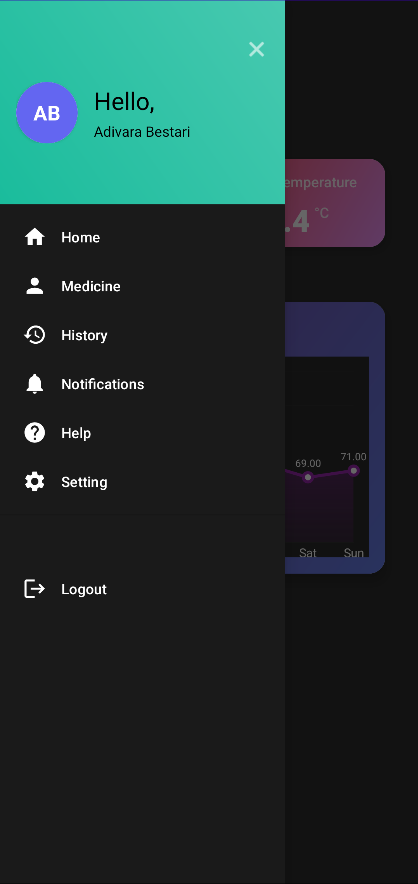 AB
Hello,
Adivara Bestari
Home
Medicine
History
Notifications
Help
Setting
Logout
emperature
.4 °C
69.00
71.00
Sat
Sun